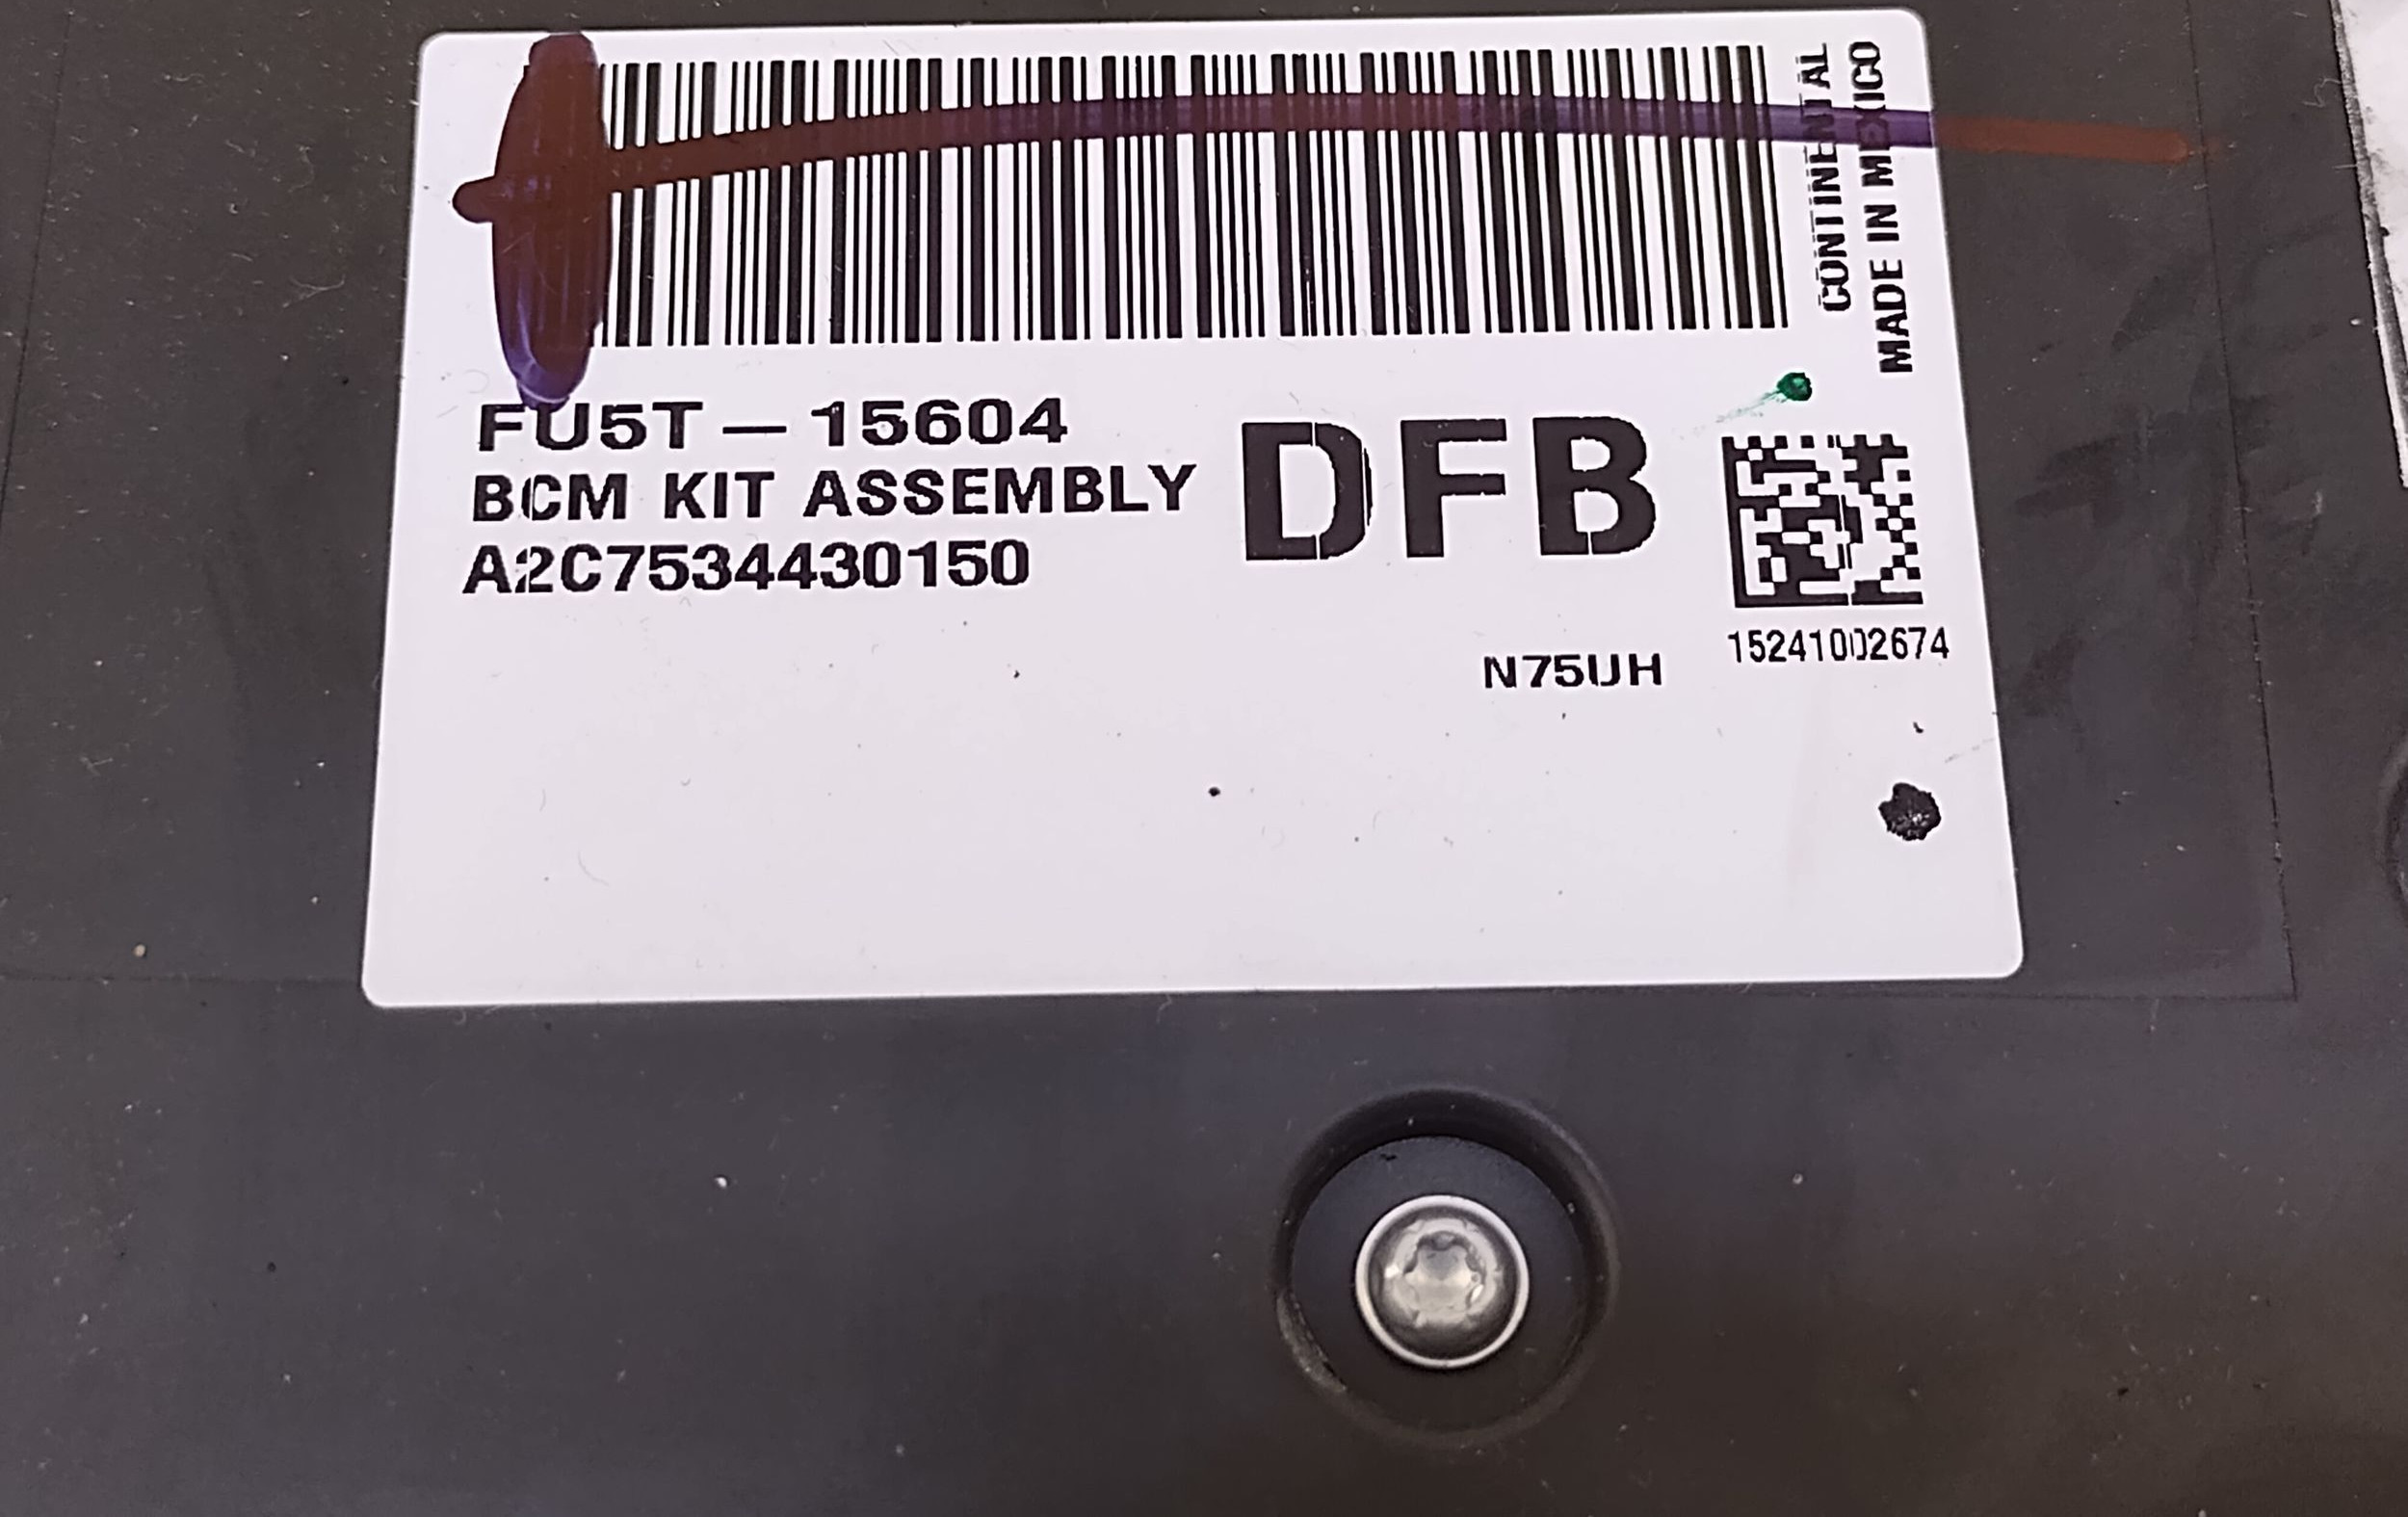 CONTINENTAL
MADE IN MEXICO
FU5T – 15604
BCM KIT ASSEMBLY
A2C7534430150
DFB
N75UH
15241002674